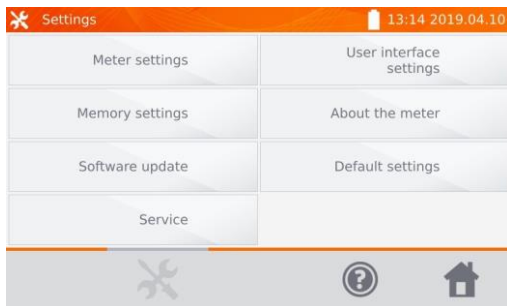 Settings
13:14 2019.04.10
Meter settings
User interface
settings
Memory settings
About the meter
Software update
Default settings
Service
?